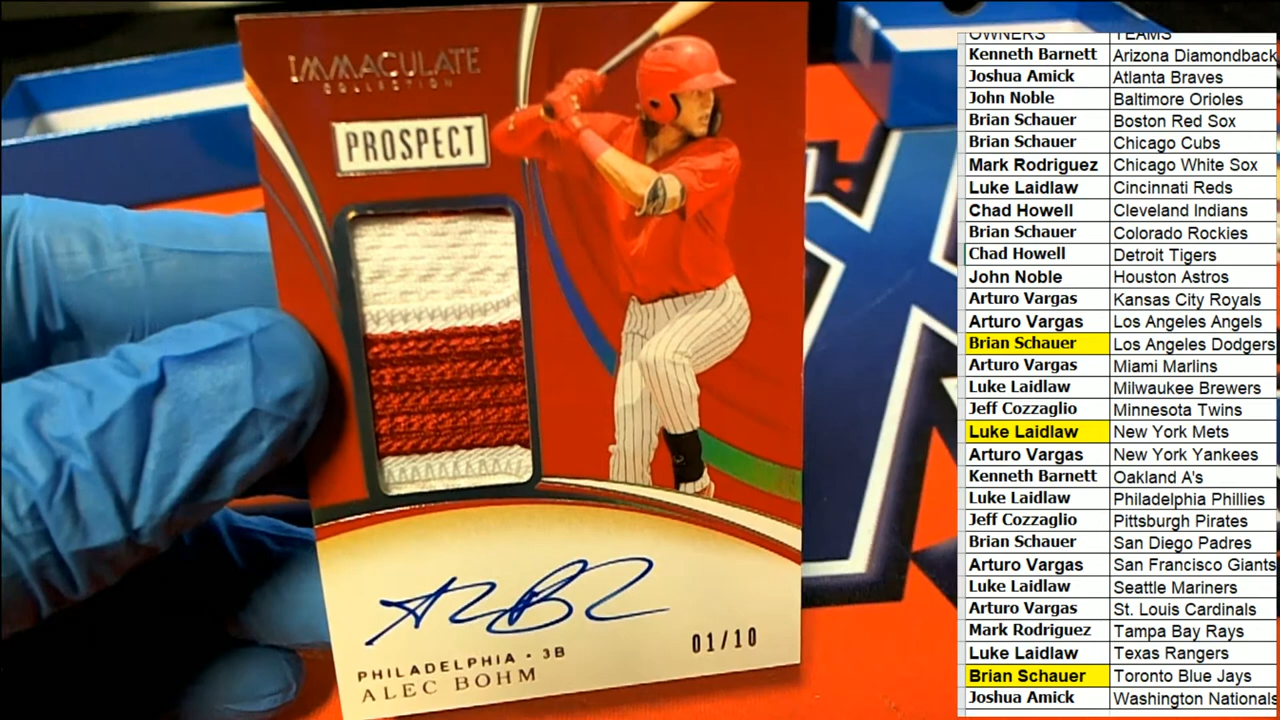 IMMACULATE
COLLECTION
PROSPECT
PHILADELPHIA • 3B
ALEC BOHM
01/10
OWNERS TEAMS
Kenneth Barnett Arizona Diamondback
Joshua Amick Atlanta Braves
John Noble Baltimore Orioles
Brian Schauer Boston Red Sox
Brian Schauer Chicago Cubs
Mark Rodriguez Chicago White Sox
Luke Laidlaw Cincinnati Reds
Chad Howell Cleveland Indians
Brian Schauer Colorado Rockies
Chad Howell Detroit Tigers
John Noble Houston Astros
Arturo Vargas Kansas City Royals
Arturo Vargas Los Angeles Angels
Brian Schauer Los Angeles Dodgers
Arturo Vargas Miami Marlins
Luke Laidlaw Milwaukee Brewers
Jeff Cozzaglio Minnesota Twins
Luke Laidlaw New York Mets
Arturo Vargas New York Yankees
Kenneth Barnett Oakland A's
Luke Laidlaw Philadelphia Phillies
Jeff Cozzaglio Pittsburgh Pirates
Brian Schauer San Diego Padres
Arturo Vargas San Francisco Giants
Luke Laidlaw Seattle Mariners
Arturo Vargas St. Louis Cardinals
Mark Rodriguez Tampa Bay Rays
Luke Laidlaw Texas Rangers
Brian Schauer Toronto Blue Jays
Joshua Amick Washington Nationals